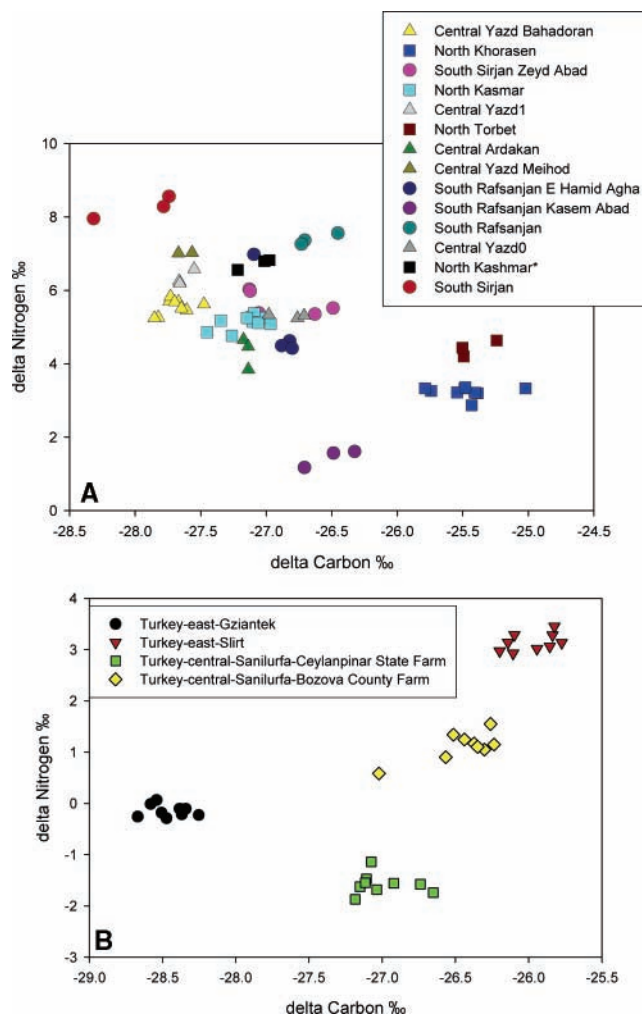 Central Yazd Bahadoran
North Khorasen
South Sirjan Zeyd Abad
North Kasmar
Central Yazd1
North Torbet
Central Ardakan
Central Yazd Meihod
South Rafsanjan E Hamid Agha
South Rafsanjan Kasem Abad
South Rafsanjan
Central Yazd0
North Kashmar*
South Sirjan
10
8
6
4
2
0
delta Nitrogen ‰
A
-28.5 -28.0 -27.5 -27.0 -26.5 -26.0 -25.5 -25.0 -24.5
delta Carbon ‰
4
3
2
1
0
-1
-2
-3
delta Nitrogen ‰
Turkey-east-Gziantek
Turkey-east-Slirt
Turkey-central-Sanilurfa-Ceylanpinar State Farm
Turkey-central-Sanilurfa-Bozova County Farm
B
-29.0 -28.5 -28.0 -27.5 -27.0 -26.5 -26.0 -25.5
delta Carbon ‰